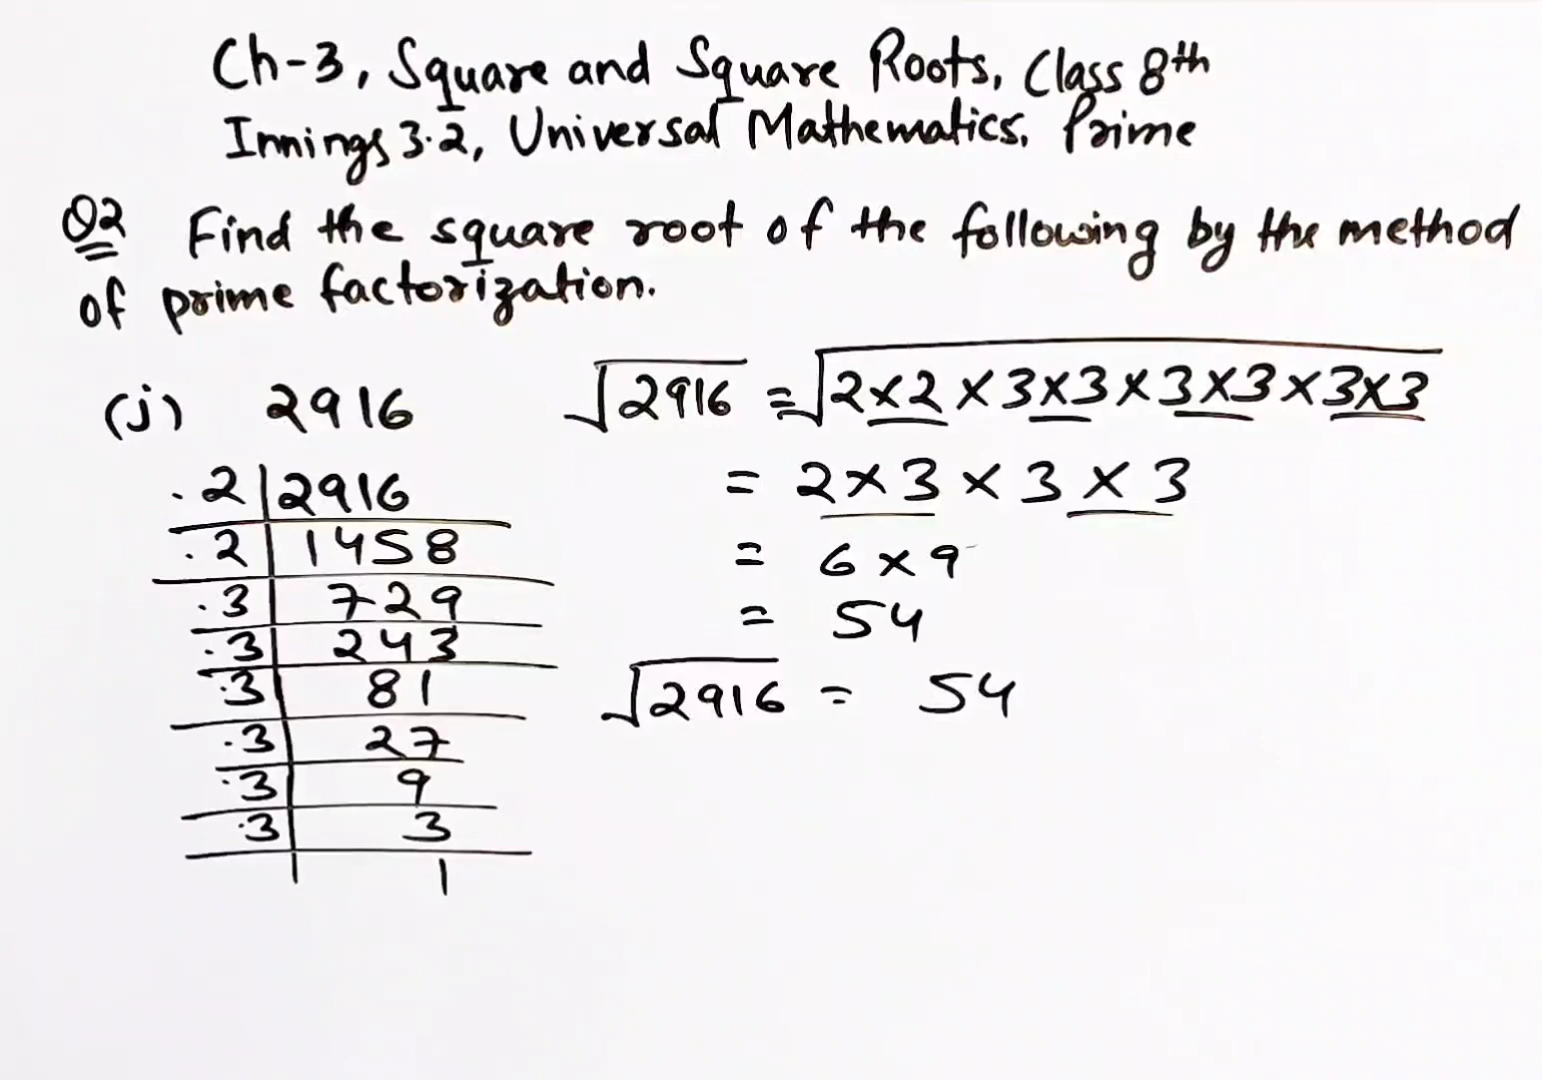 Ch-3, Square and Square Roots, Class 8th
Innings 3.2, Universal Mathematics, Prime
Q2 Find the square root of the following by the method
of prime factorization.
(j) 2916 √2916 = √2×2×3×3×3×3×3×3
= 2×3×3×3
= 6×9
= 54
√2916 = 54
.2 | 2916
.2 | 1458
.3 | 729
.3 | 243
.3 | 81
.3 | 27
.3 | 9
.3 | 3
| 1